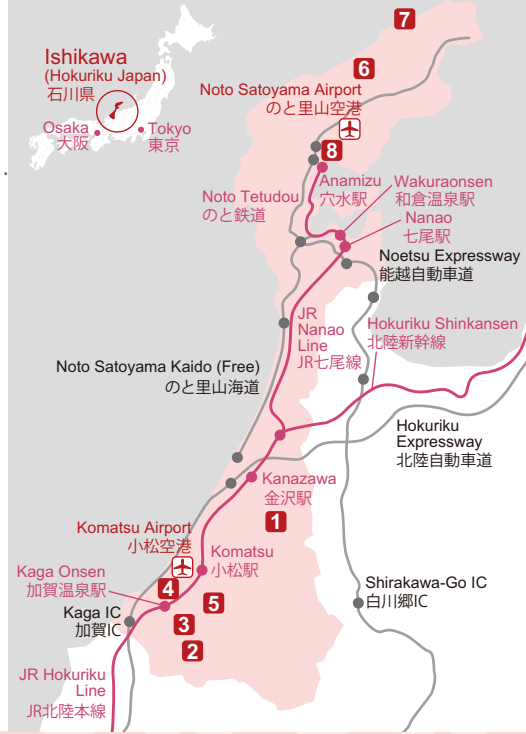 7
Ishikawa
(Hokuriku Japan)
石川県
6
Osaka
大阪
Tokyo
東京
Noto Satoyama Airport
のと里山空港
8
Anamizu
穴水駅
Wakuraonsen
和倉温泉駅
Noto Tetudou
のと鉄道
Nanao
七尾駅
Noetsu Expressway
能越自動車道
JR
Nanao
Line
JR七尾線
Hokuriku Shinkansen
北陸新幹線
Noto Satoyama Kaido (Free)
のと里山海道
Hokuriku
Expressway
北陸自動車道
Kanazawa
金沢駅
1
Komatsu Airport
小松空港
Komatsu
小松駅
Kaga Onsen
加賀温泉駅
4
5
Shirakawa-Go IC
白川郷IC
Kaga IC
加賀IC
3
2
JR Hokuriku
Line
JR北陸本線